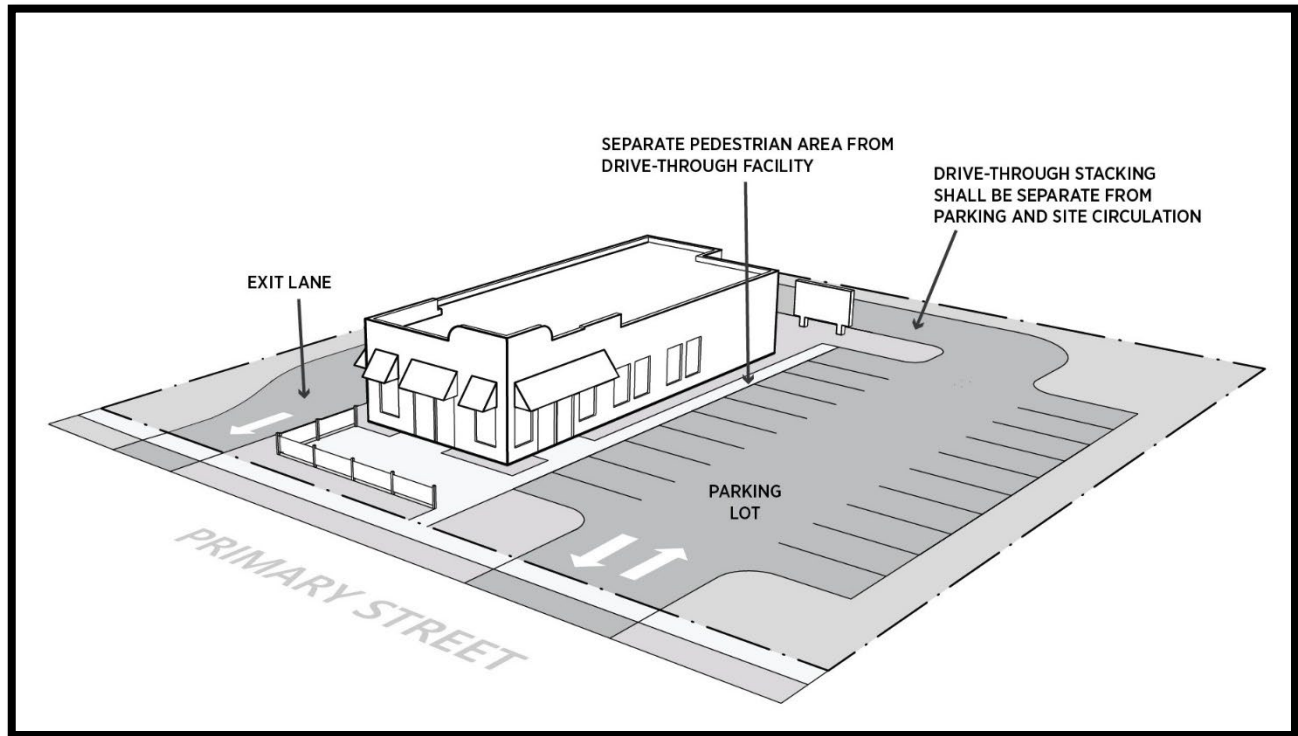 SEPARATE PEDESTRIAN AREA FROM
DRIVE-THROUGH FACILITY
DRIVE-THROUGH STACKING
SHALL BE SEPARATE FROM
PARKING AND SITE CIRCULATION
EXIT LANE
PARKING
LOT
PRIMARY STREET